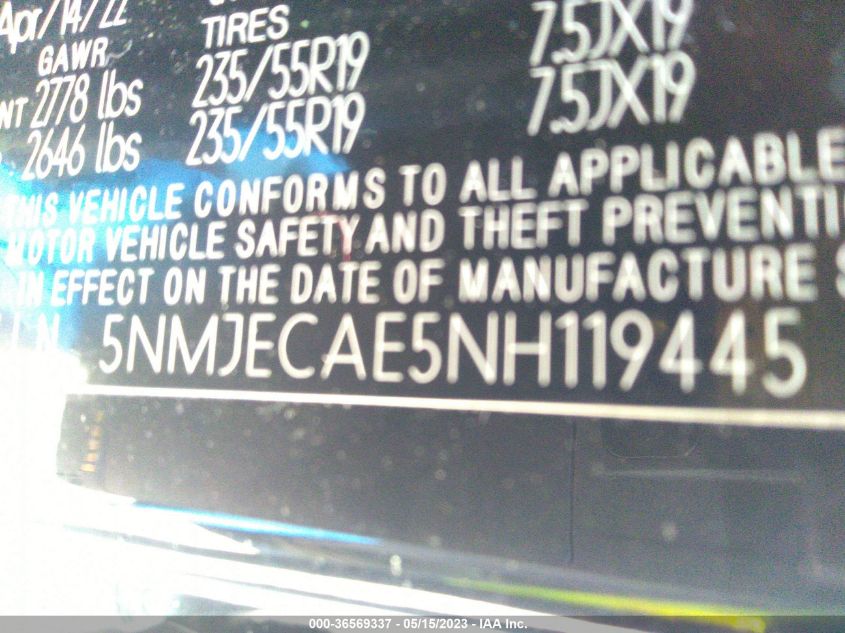 Apr/14/22
TIRES
GAWR
235/55R19 7.5JX19
2778 lbs
235/55R19 7.5JX19
2646 lbs
THIS VEHICLE CONFORMS TO ALL APPLICABLE
MOTOR VEHICLE SAFETY AND THEFT PREVENTI
IN EFFECT ON THE DATE OF MANUFACTURE
5NMJECAE5NH119445
000-36569337 - 05/15/2023 - IAA Inc.